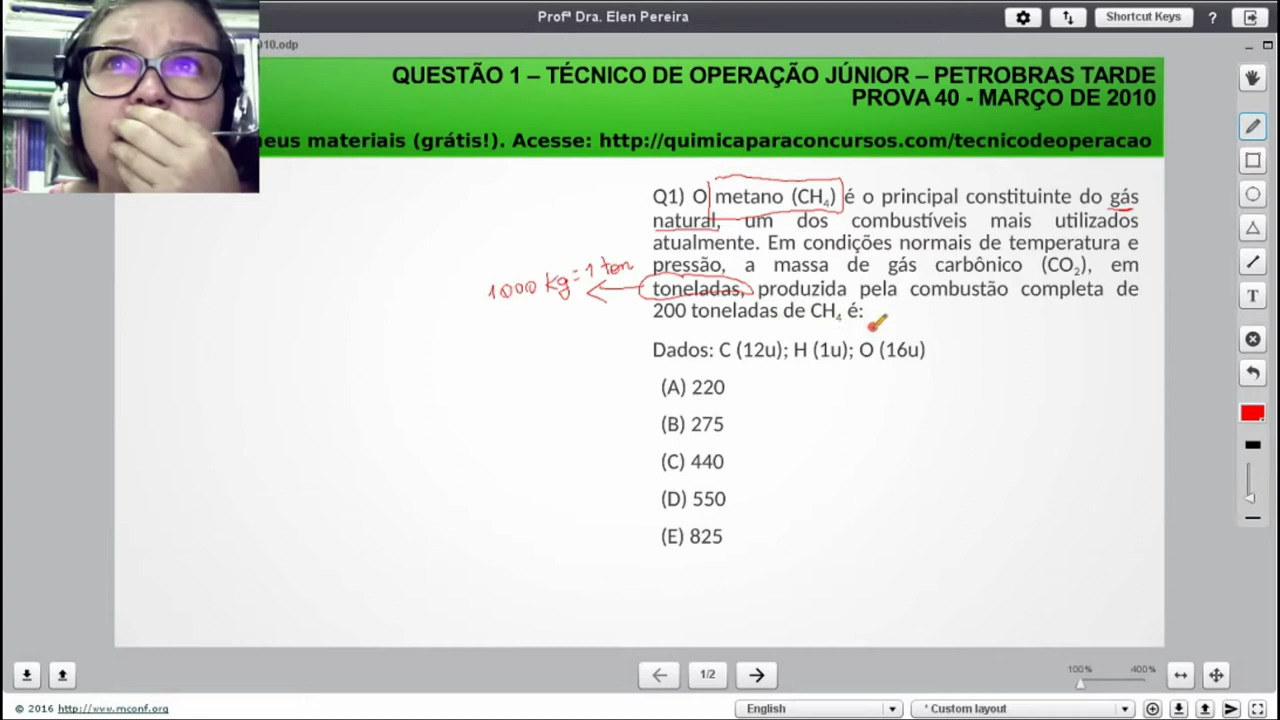 Profª Dra. Elen Pereira
Shortcut Keys
?
010.odp
QUESTÃO 1 – TÉCNICO DE OPERAÇÃO JÚNIOR – PETROBRAS TARDE
PROVA 40 - MARÇO DE 2010
meus materiais (grátis!). Acesse: http://quimicaparaconcursos.com/tecnicodeoperacao
Q1) O metano (CH₄) é o principal constituinte do gás
natural, um dos combustíveis mais utilizados
atualmente. Em condições normais de temperatura e
pressão, a massa de gás carbônico (CO₂), em
1000 kg = 1 ton
toneladas, produzida pela combustão completa de
200 toneladas de CH₄ é:
Dados: C (12u); H (1u); O (16u)
(A) 220
(B) 275
(C) 440
(D) 550
(E) 825
T
1/2
100%
400%
© 2016 http://www.mconf.org
English
* Custom layout